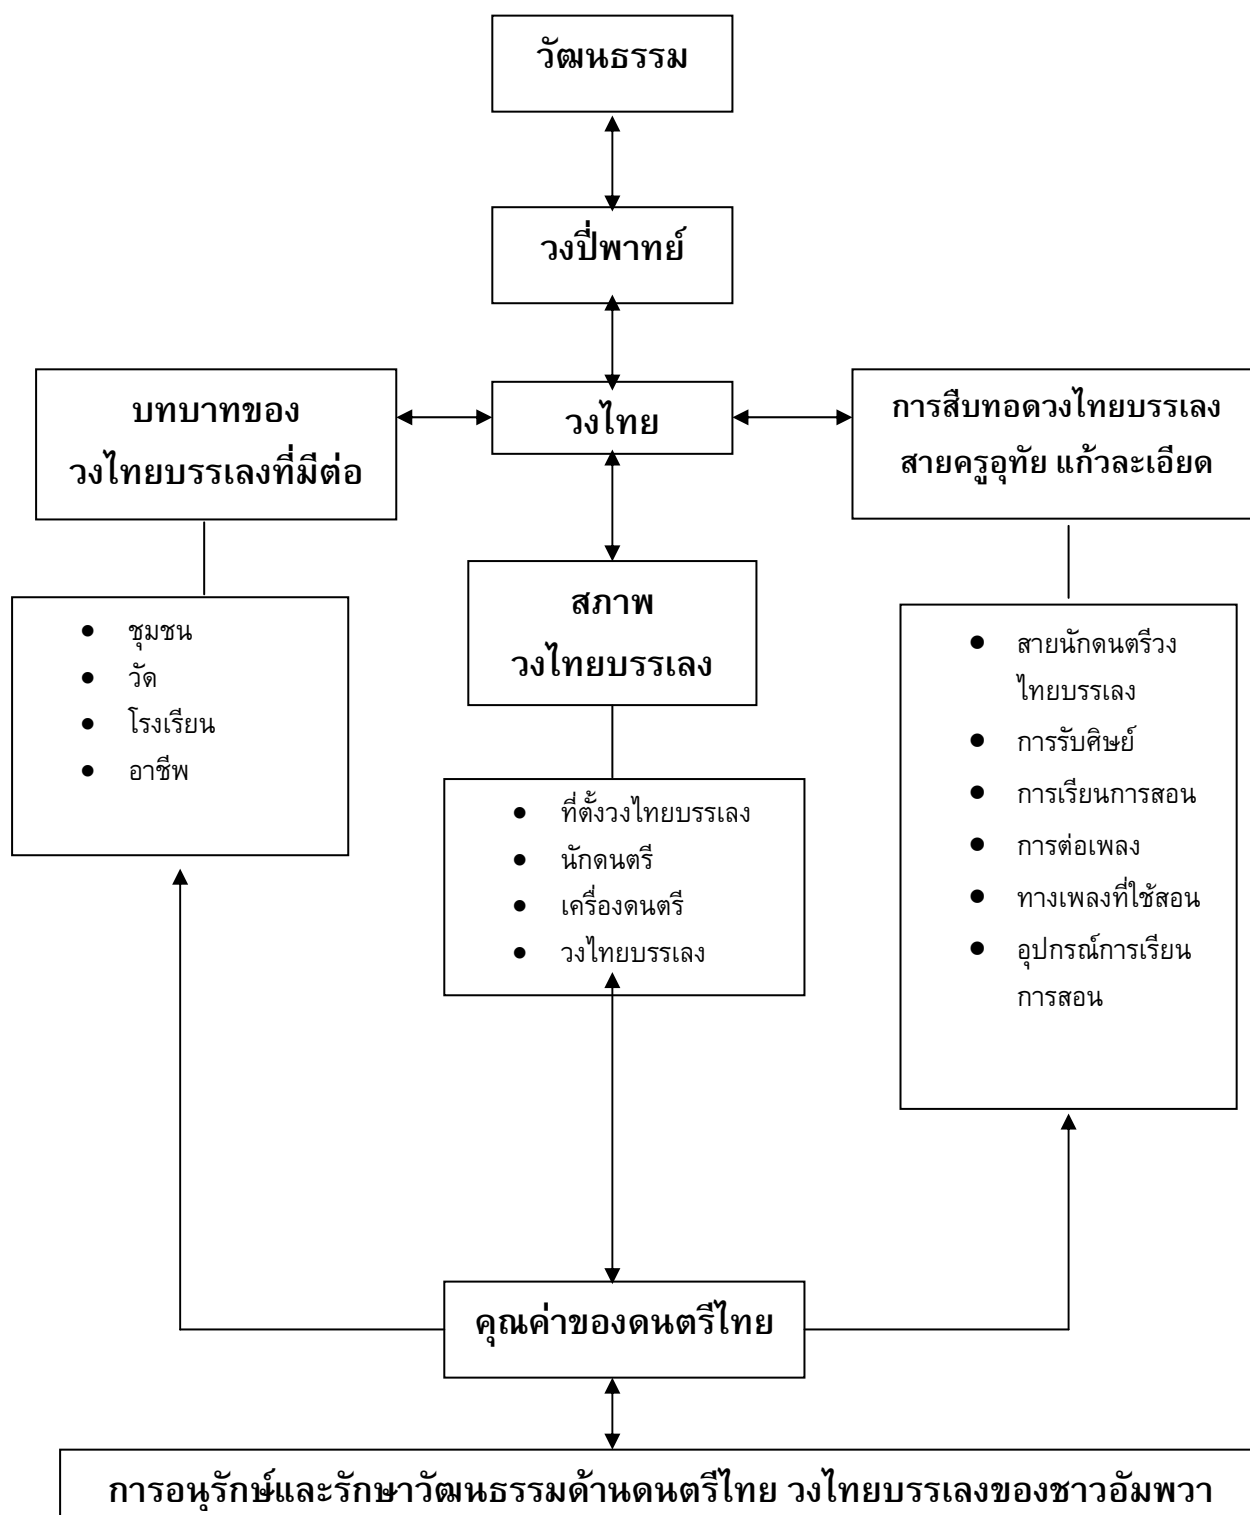 วัฒนธรรม
วงปี่พาทย์
บทบาทของ
วงไทยบรรเลงที่มีต่อ
วงไทย
การสืบทอดวงไทยบรรเลง
สายครูอุทัย แก้วละเอียด
สภาพ
วงไทยบรรเลง
ชุมชน
วัด
โรงเรียน
อาชีพ
ที่ตั้งวงไทยบรรเลง
นักดนตรี
เครื่องดนตรี
วงไทยบรรเลง
สายนักดนตรีวง
ไทยบรรเลง
การรับศิษย์
การเรียนการสอน
การต่อเพลง
ทางเพลงที่ใช้สอน
อุปกรณ์การเรียน
การสอน
คุณค่าของดนตรีไทย
การอนุรักษ์และรักษาวัฒนธรรมด้านดนตรีไทย วงไทยบรรเลงของชาวอัมพวา